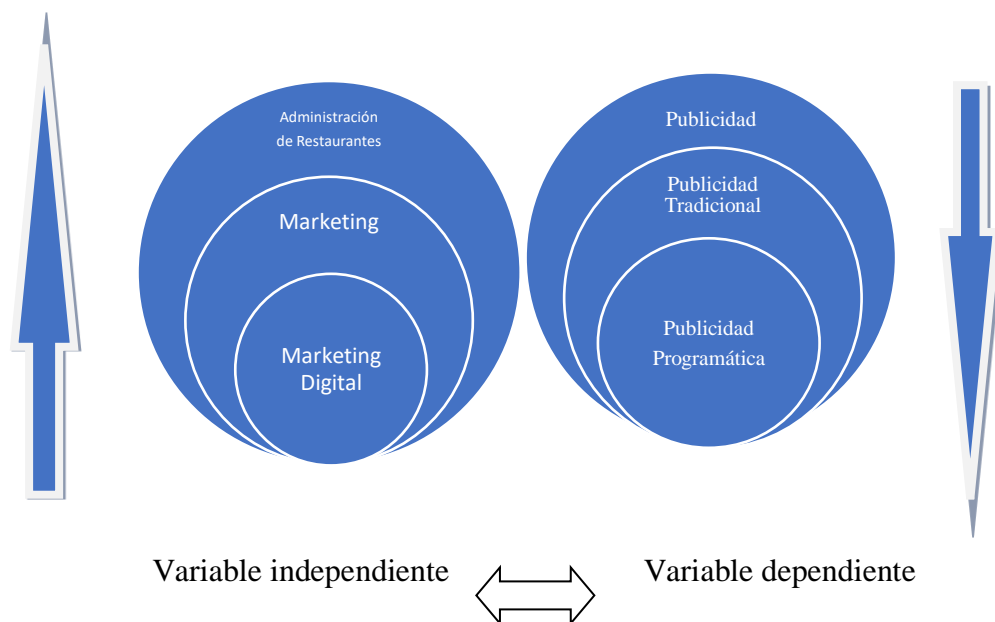 Administración
de Restaurantes
Marketing
Marketing
Digital
Publicidad
Publicidad
Tradicional
Publicidad
Programática
Variable independiente
Variable dependiente